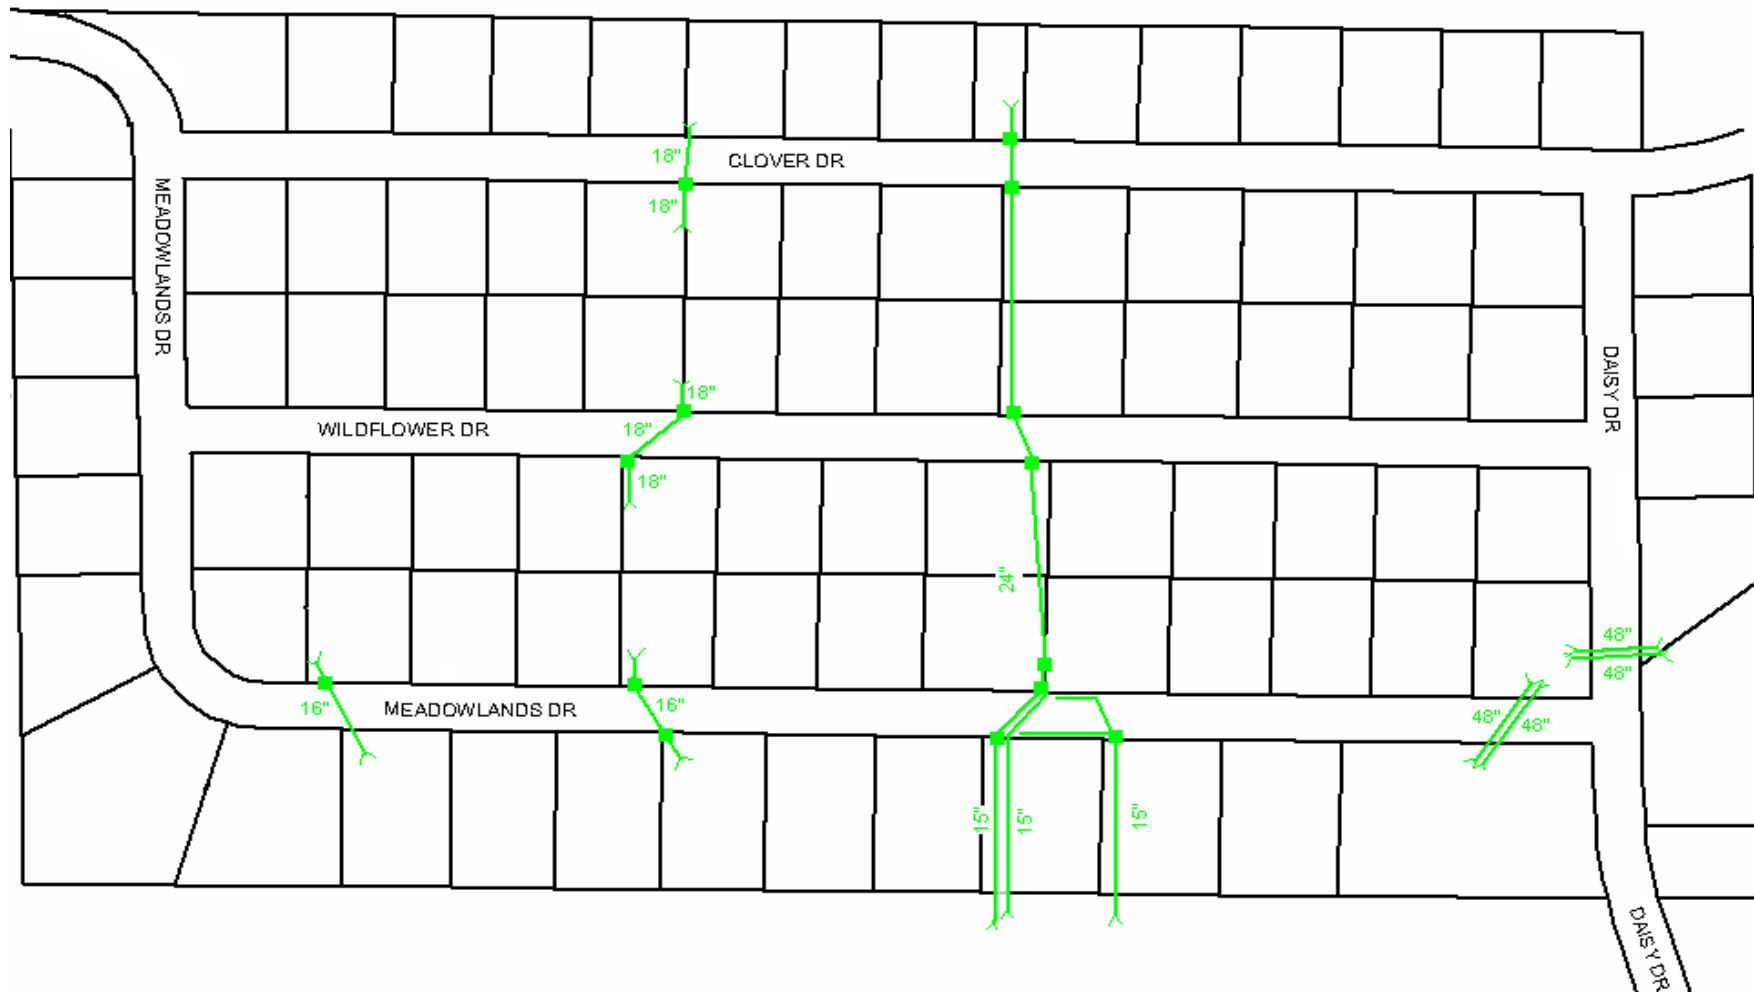 18"
CLOVER DR
18"
MEADOWLANDS DR
18"
WILDFLOWER DR
18"
18"
DAISY DR
24"
48"
48"
16"
MEADOWLANDS DR
16"
48"
48"
15"
15"
15"
DAISY DR